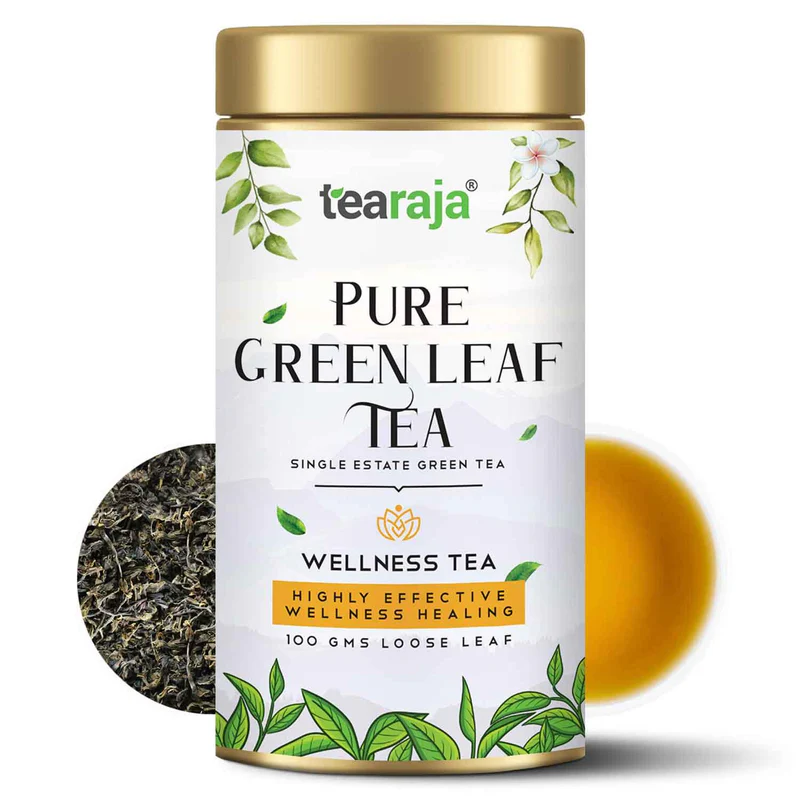 tearaja®
PURE
GREEN LEAF
TEA
SINGLE ESTATE GREEN TEA
WELLNESS TEA
HIGHLY EFFECTIVE
WELLNESS HEALING
100 GMS LOOSE LEAF